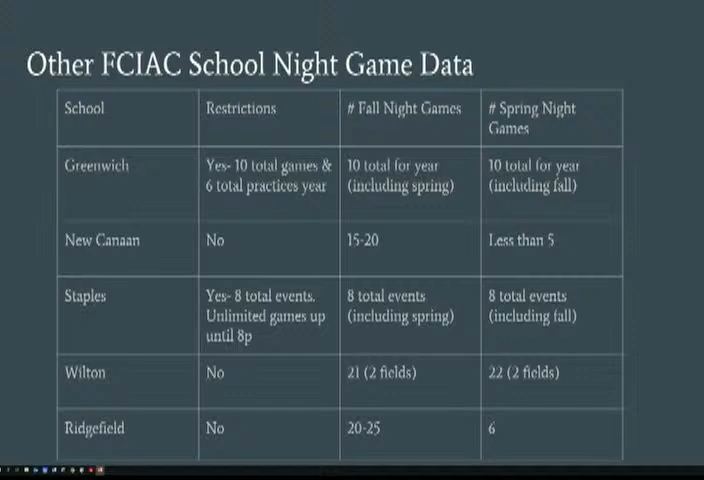 Other FCIAC School Night Game Data
School
Restrictions
# Fall Night Games
# Spring Night
Games
Greenwich
Yes- 10 total games &
6 total practices year
10 total for year
(including spring)
10 total for year
(including fall)
New Canaan
No
15-20
Less than 5
Staples
Yes- 8 total events.
Unlimited games up
until 8p
8 total events
(including spring)
8 total events
(including fall)
Wilton
No
21 (2 fields)
22 (2 fields)
Ridgefield
No
20-25
6